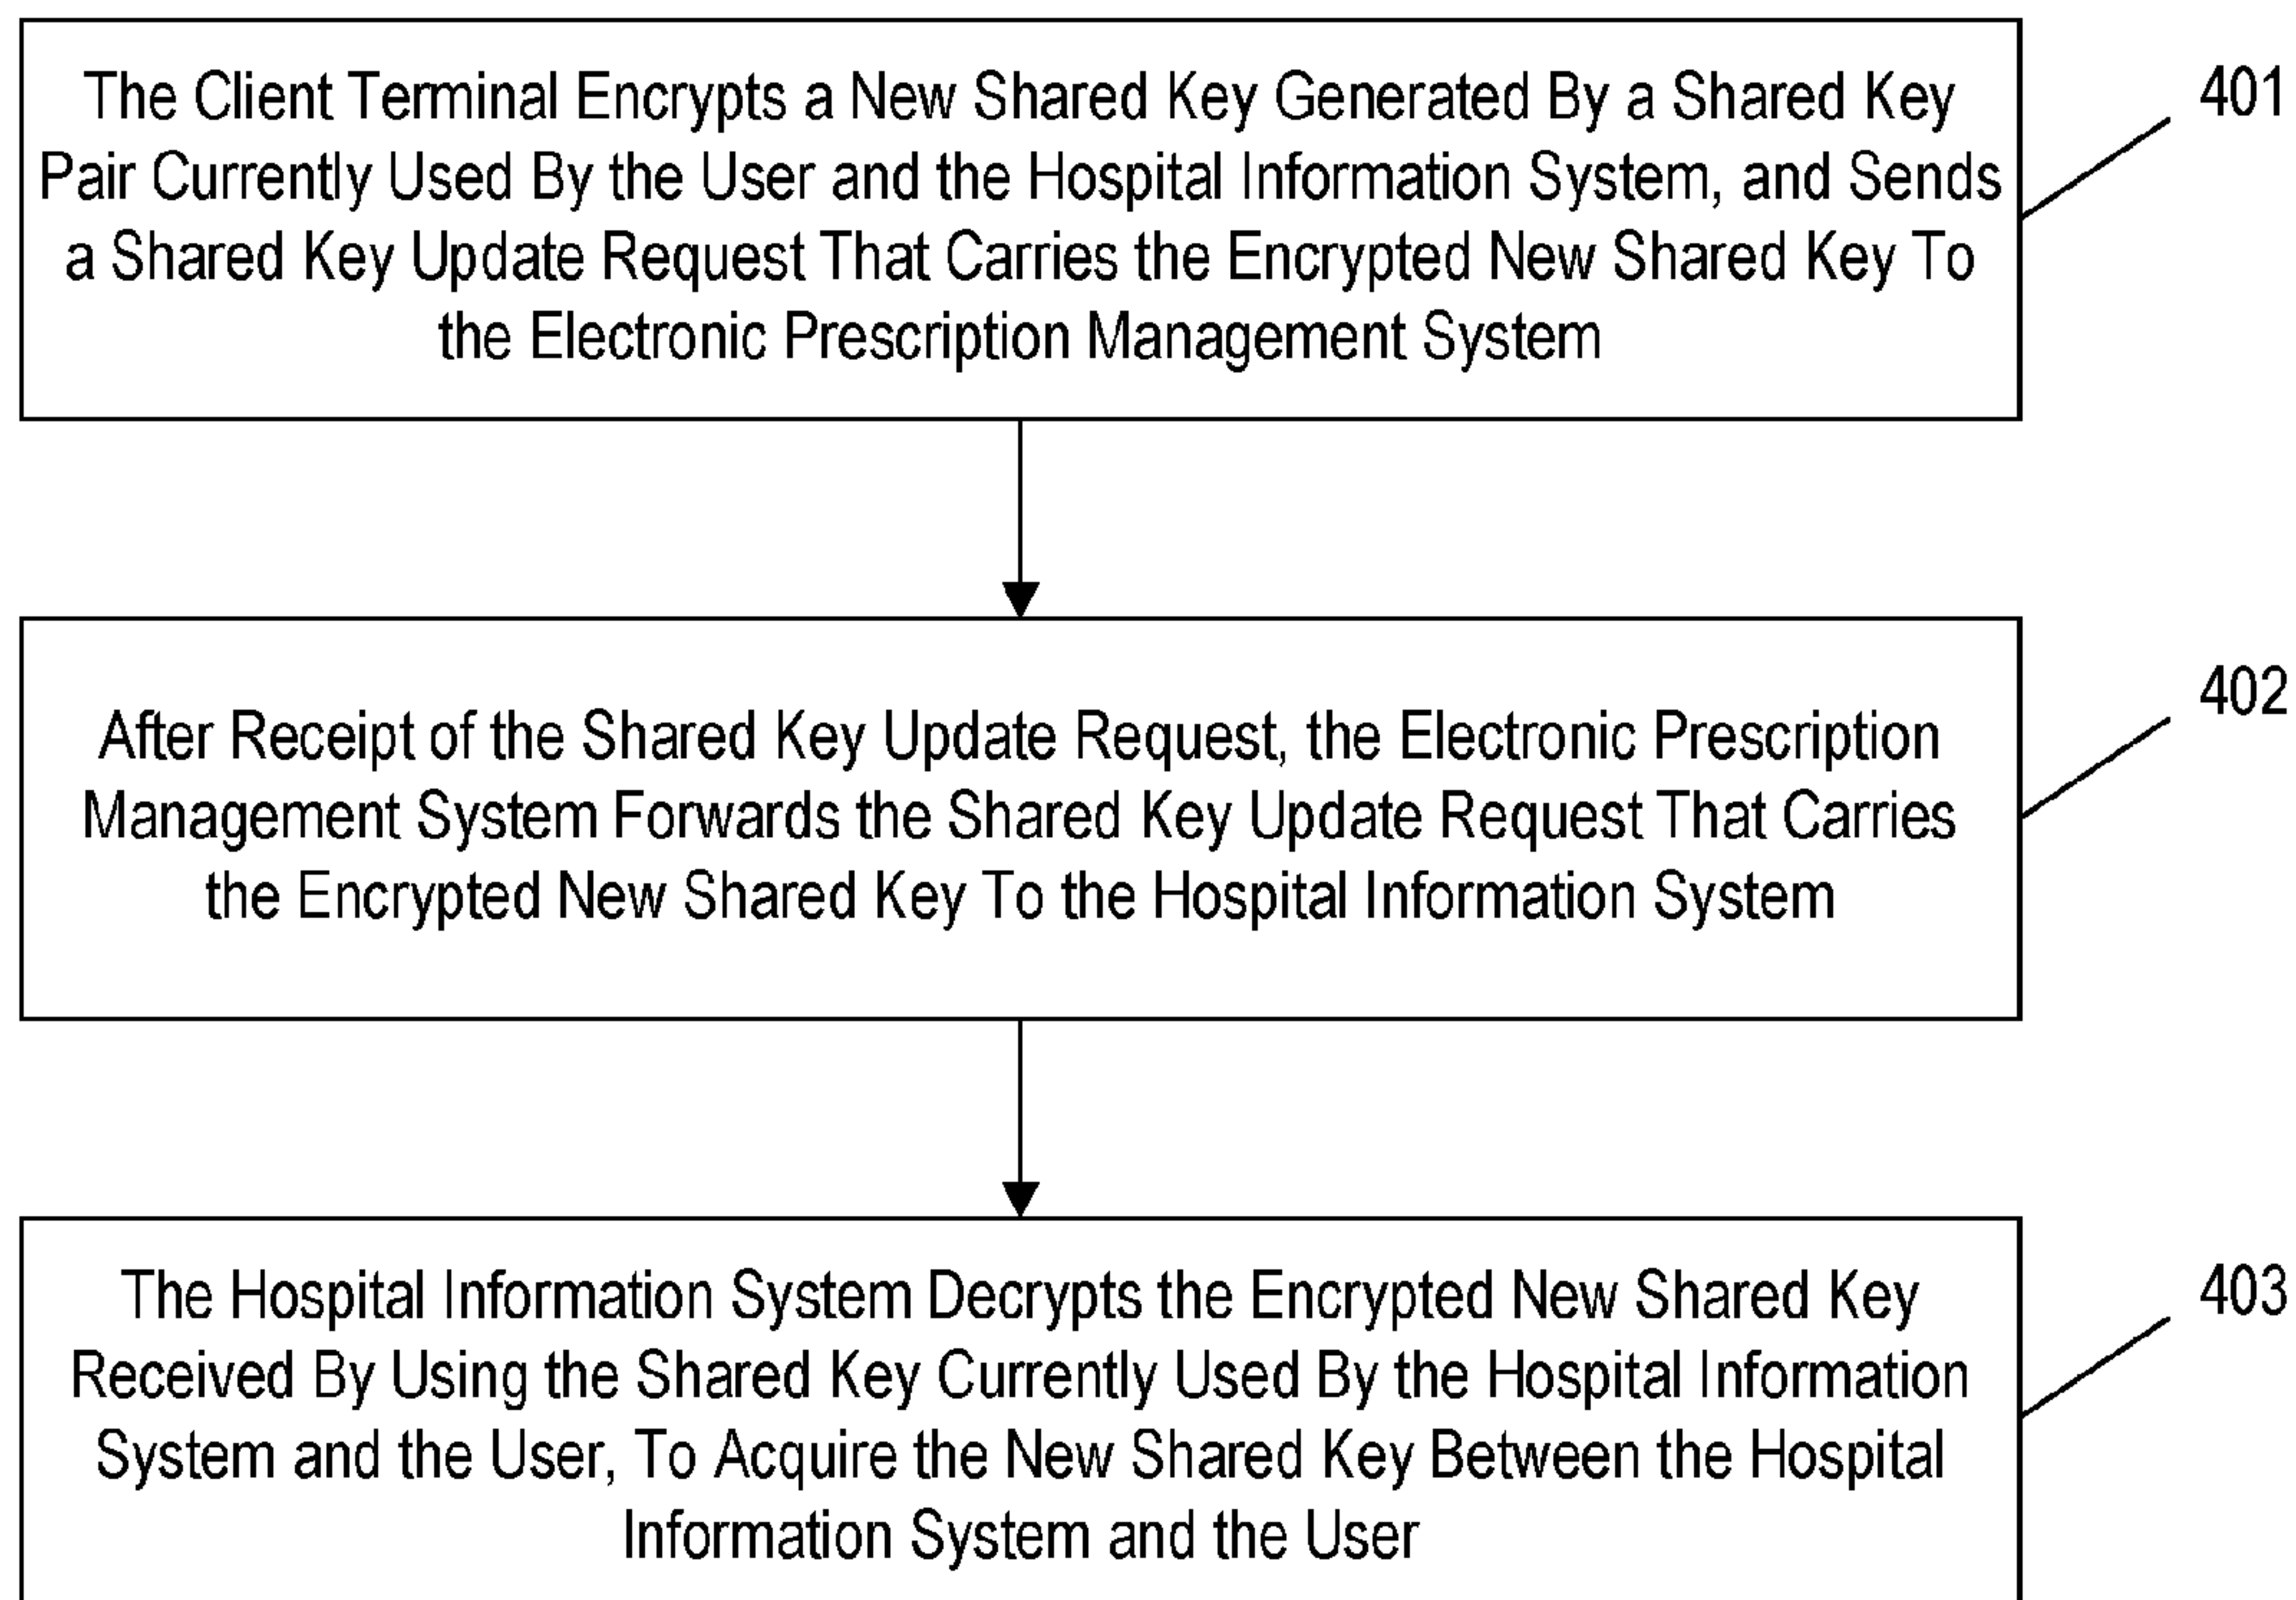 The Client Terminal Encrypts a New Shared Key Generated By a Shared Key
Pair Currently Used By the User and the Hospital Information System, and Sends
a Shared Key Update Request That Carries the Encrypted New Shared Key To
the Electronic Prescription Management System
401
After Receipt of the Shared Key Update Request, the Electronic Prescription
Management System Forwards the Shared Key Update Request That Carries
the Encrypted New Shared Key To the Hospital Information System
402
The Hospital Information System Decrypts the Encrypted New Shared Key
Received By Using the Shared Key Currently Used By the Hospital Information
System and the User, To Acquire the New Shared Key Between the Hospital
Information System and the User
403